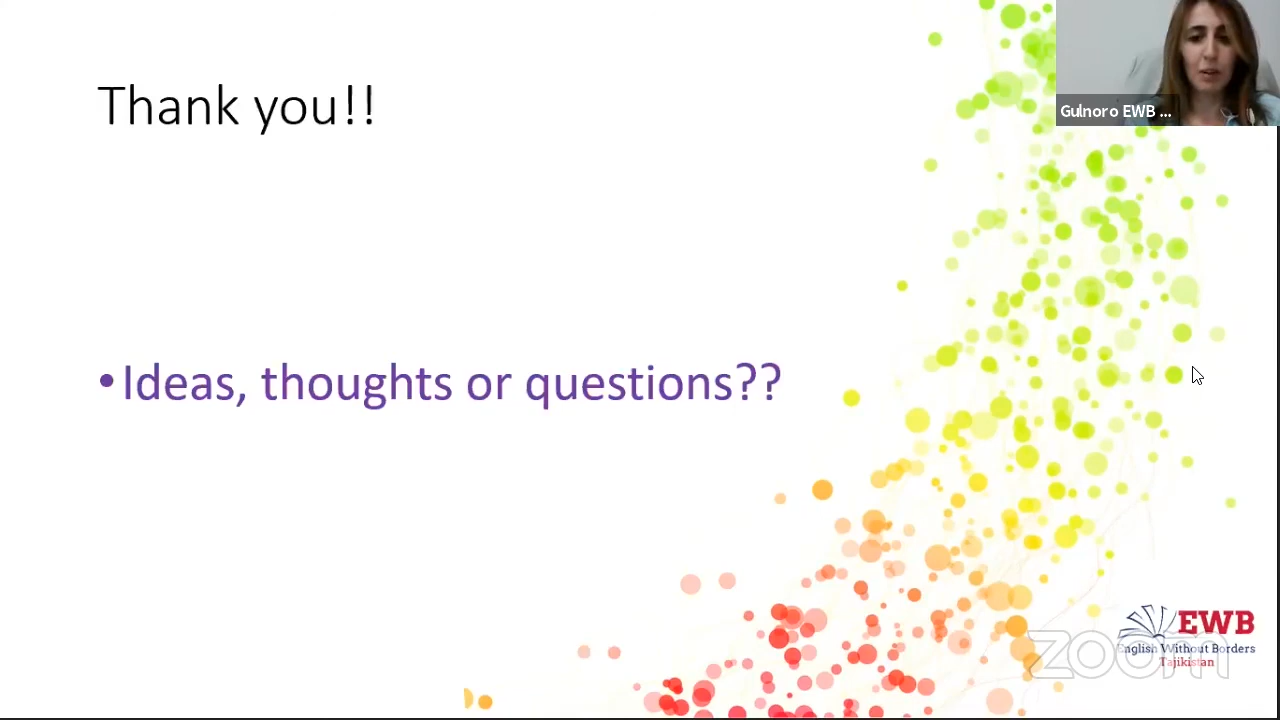 Thank you!!
Gulnoro EWB ...
•Ideas, thoughts or questions??
EWB
English Without Borders
Tajikistan
zoom